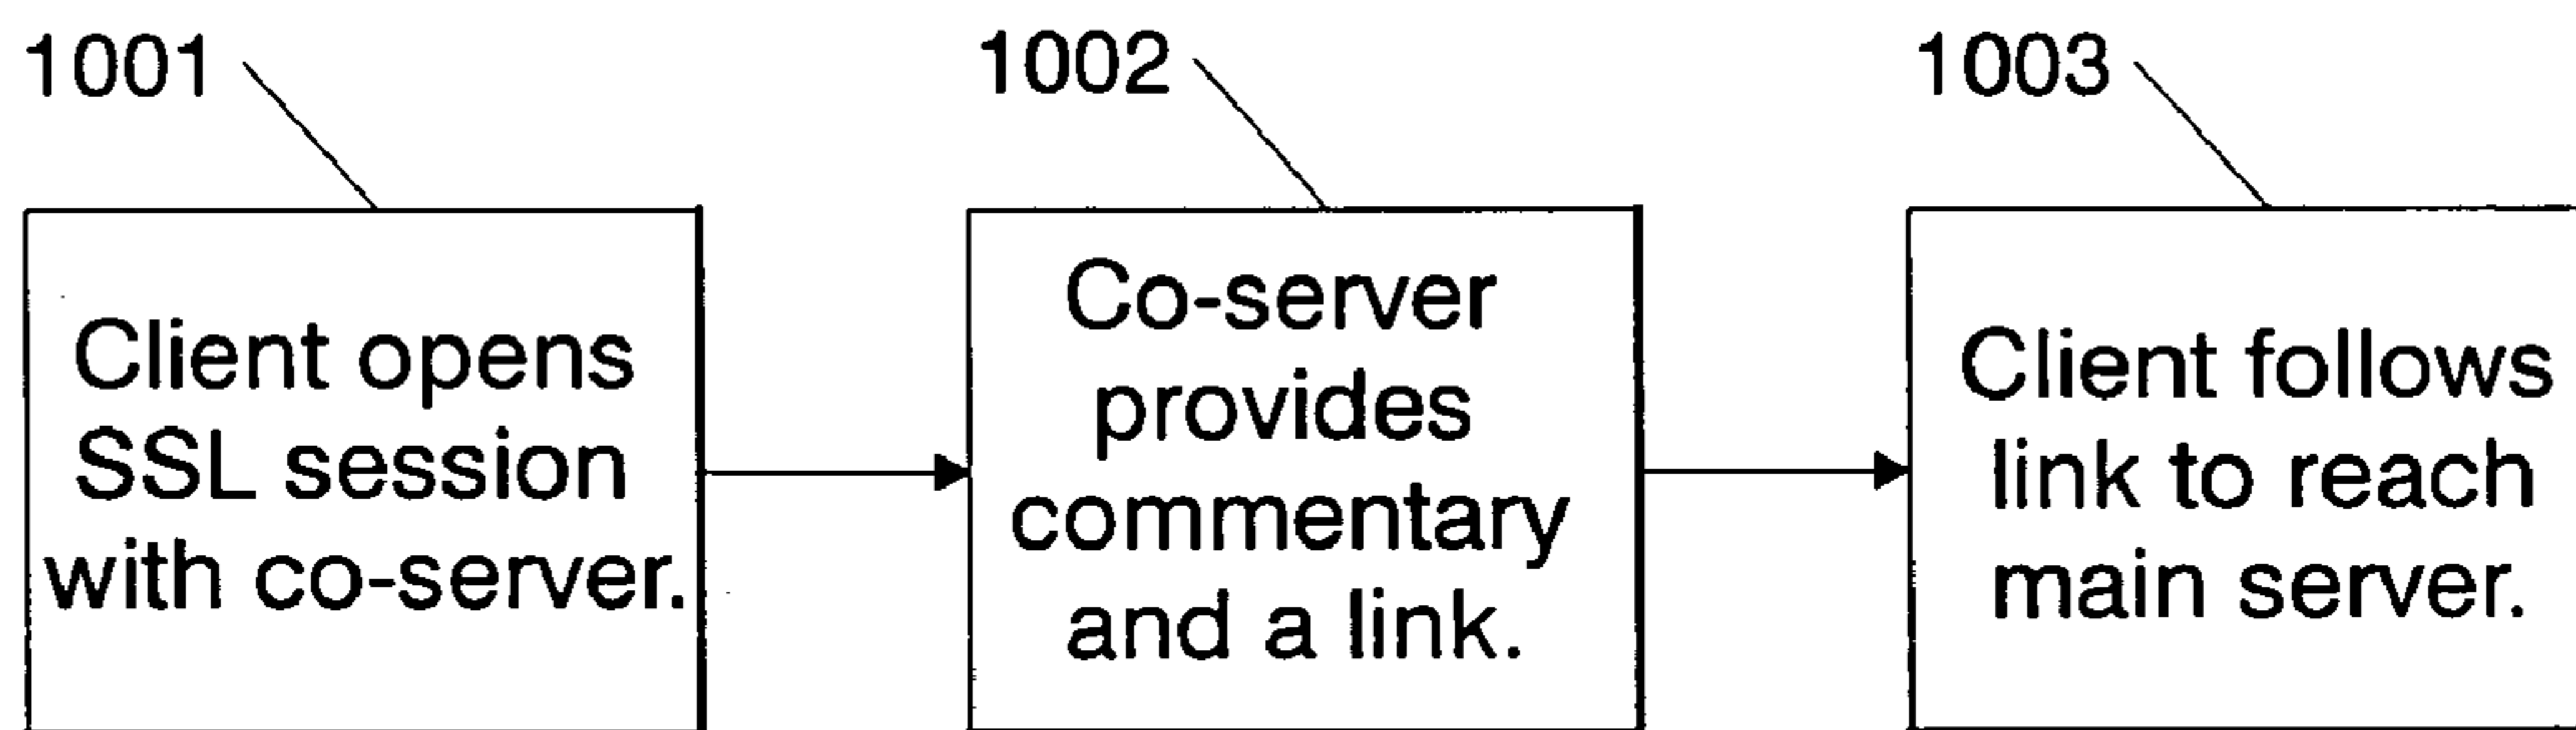 1001
1002
1003
Client opens
SSL session
with co-server.
Co-server
provides
commentary
and a link.
Client follows
link to reach
main server.